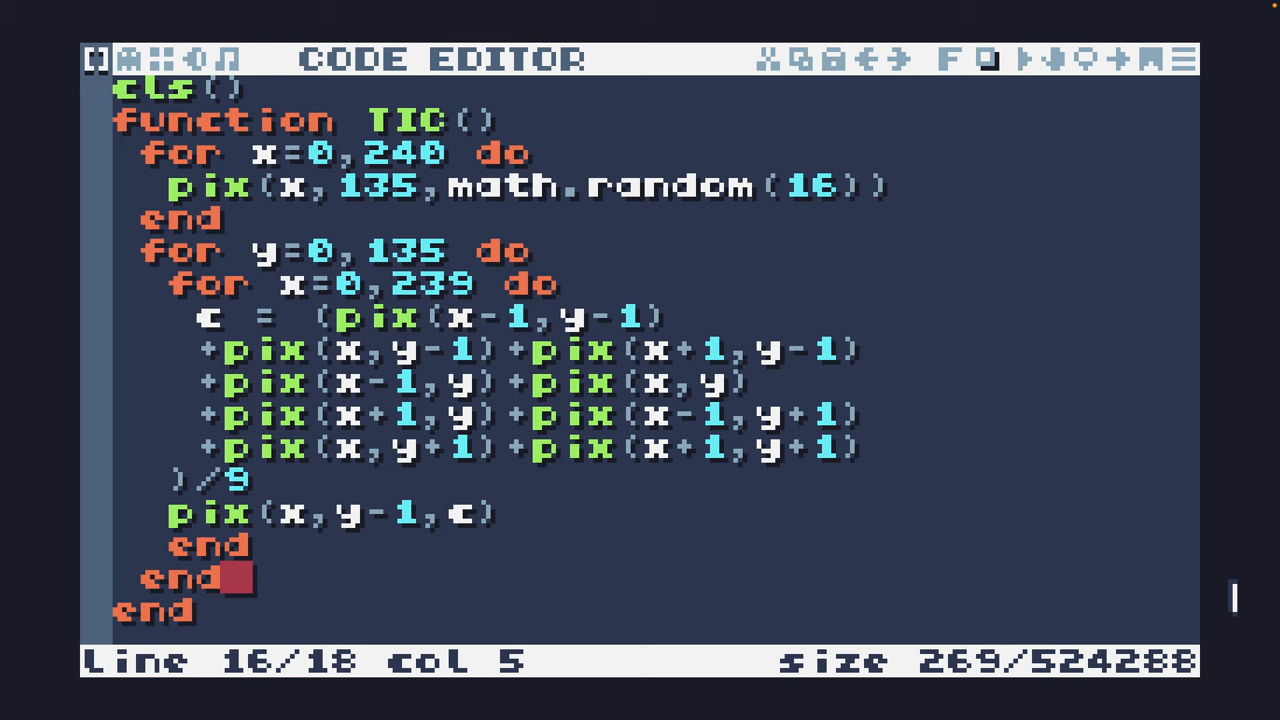 CODE EDITOR F
cls()
function TIC()
for x=0,240 do
pix(x,135,math.random(16))
end
for y=0,135 do
for x=0,239 do
c = (pix(x-1,y-1)
+pix(x,y-1)+pix(x+1,y-1)
+pix(x-1,y)+pix(x,y)
+pix(x+1,y)+pix(x-1,y+1)
+pix(x,y+1)+pix(x+1,y+1)
)/9
pix(x,y-1,c)
end
end
end
line 16/18 col 5 size 269/524288